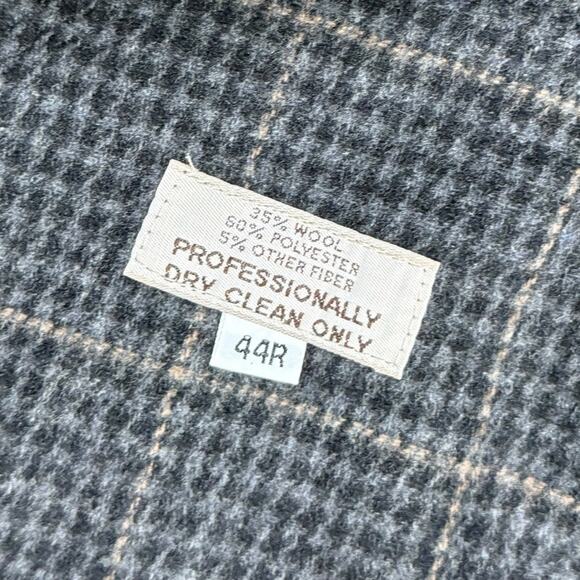 35% WOOL
60% POLYESTER
5% OTHER FIBER
PROFESSIONALLY
DRY CLEAN ONLY
44R